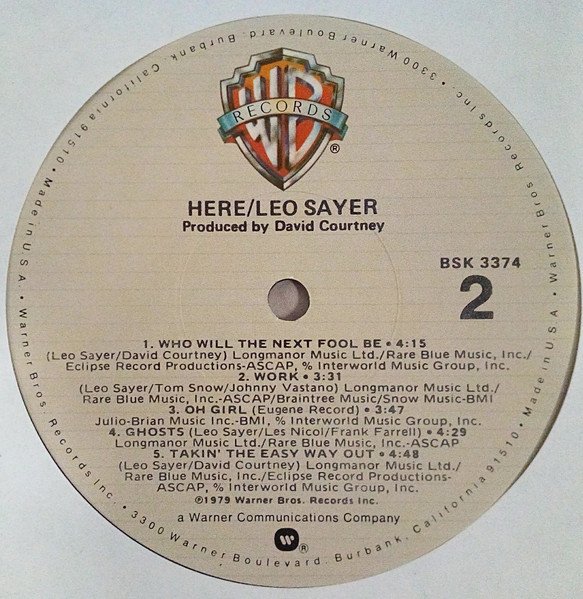 WB
RECORDS
®
HERE/LEO SAYER
Produced by David Courtney
BSK 3374
2
1. WHO WILL THE NEXT FOOL BE • 4:15
(Leo Sayer/David Courtney) Longmanor Music Ltd./Rare Blue Music, Inc./
Eclipse Record Productions-ASCAP, % Interworld Music Group, Inc.
2. WORK • 3:31
(Leo Sayer/Tom Snow/Johnny Vastano) Longmanor Music Ltd./
Rare Blue Music, Inc.-ASCAP/Braintree Music/Snow Music-BMI
3. OH GIRL (Eugene Record) • 3:47
Julio-Brian Music Inc.-BMI, % Interworld Music Group, Inc.
4. GHOSTS (Leo Sayer/Les Nicol/Frank Farrell) • 4:29
Longmanor Music Ltd./Rare Blue Music, Inc.-ASCAP
5. TAKIN' THE EASY WAY OUT • 4:48
(Leo Sayer/David Courtney) Longmanor Music Ltd./
Rare Blue Music, Inc./Eclipse Record Productions-
ASCAP, % Interworld Music Group, Inc.
℗1979 Warner Bros. Records Inc.
a Warner Communications Company
®
Warner Bros. Records Inc. • 3300 Warner Boulevard, Burbank, California 91510 • Made in U.S.A. • Warner Bros. Records Inc. • 3300 Warner Boulevard, Burbank, California 91510 • Made in U.S.A. •